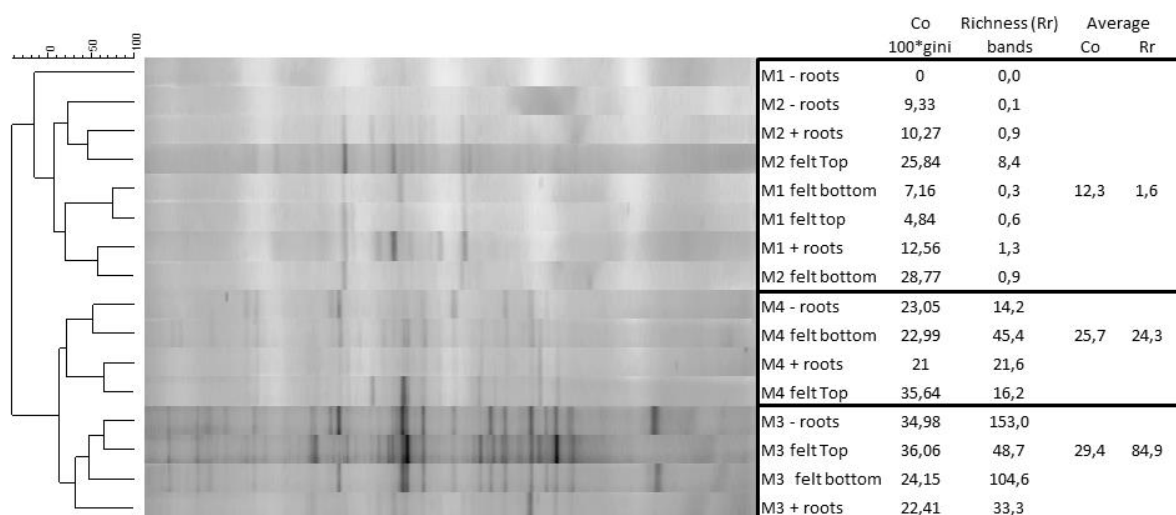 Co Richness (Rr) Average
0 50 100 100*gini bands Co Rr
M1 - roots 0 0,0
M2 - roots 9,33 0,1
M2 + roots 10,27 0,9
M2 felt Top 25,84 8,4
M1 felt bottom 7,16 0,3 12,3 1,6
M1 felt top 4,84 0,6
M1 + roots 12,56 1,3
M2 felt bottom 28,77 0,9
M4 - roots 23,05 14,2
M4 felt bottom 22,99 45,4 25,7 24,3
M4 + roots 21 21,6
M4 felt Top 35,64 16,2
M3 - roots 34,98 153,0
M3 felt Top 36,06 48,7 29,4 84,9
M3 felt bottom 24,15 104,6
M3 + roots 22,41 33,3